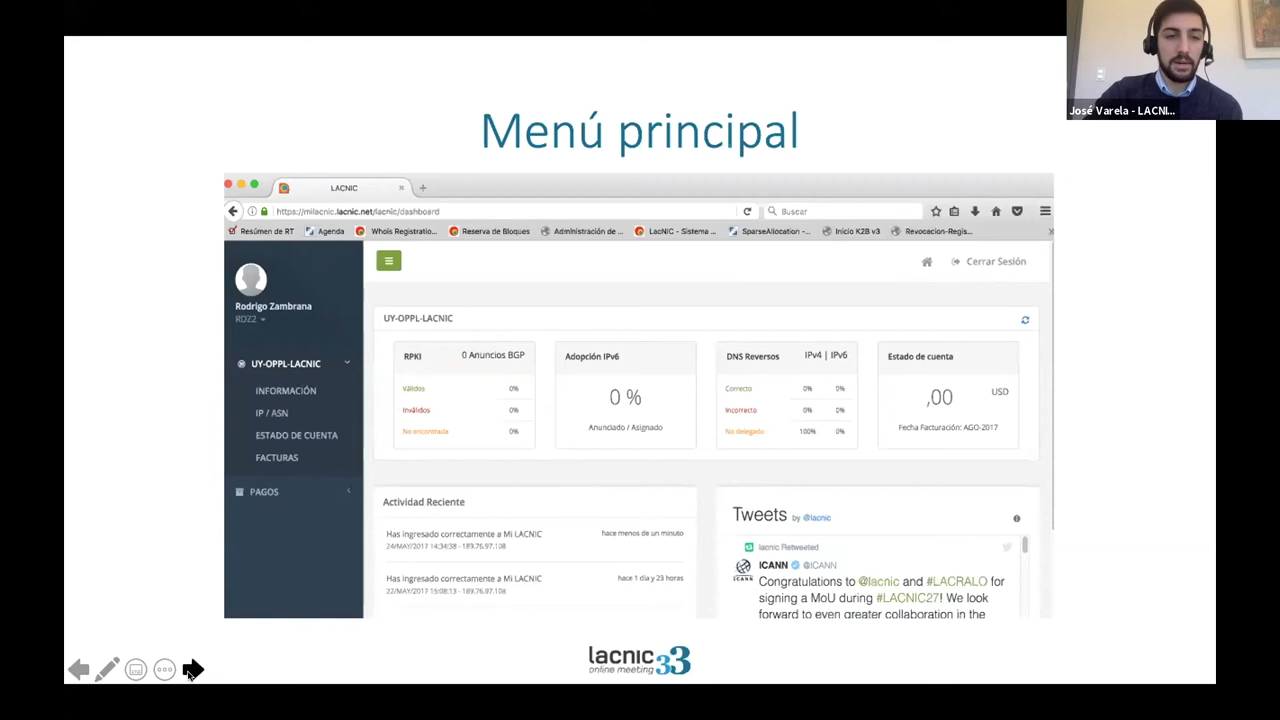 José Varela - LACNI...
Menú principal
LACNIC
https://milacnic.lacnic.net/lacnic/dashboard
Buscar
Resúmen de RT
Agenda
Whois Registratio...
Reserva de Bloques
Administración de ...
LacNIC - Sistema ...
SparseAllocation -...
Inicio K2B v3
Revocacion-Regis...
Rodrigo Zambrana
RDZ2
Cerrar Sesión
UY-OPPL-LACNIC
INFORMACIÓN
IP / ASN
ESTADO DE CUENTA
FACTURAS
PAGOS
UY-OPPL-LACNIC
RPKI 0 Anuncios BGP
Válidos 0%
Inválidos 0%
No encontrada 0%
Adopción IPv6
0 %
Anunciado / Asignado
DNS Reversos IPv4 | IPv6
Correcto 0% 0%
Incorrecto 0% 0%
No delegado 100% 0%
Estado de cuenta
,00 USD
Fecha Facturación: AGO-2017
Actividad Reciente
Has ingresado correctamente a Mi LACNIC hace menos de un minuto
24/MAY/2017 14:34:38 - 189.76.97.108
Has ingresado correctamente a Mi LACNIC hace 1 día y 23 horas
22/MAY/2017 15:08:13 - 189.76.97.108
Tweets by @lacnic
lacnic Retweeted
ICANN @ICANN
ICANN
Congratulations to @lacnic and #LACRALO for
signing a MoU during #LACNIC27! We look
forward to even greater collaboration in the
lacnic 33
online meeting